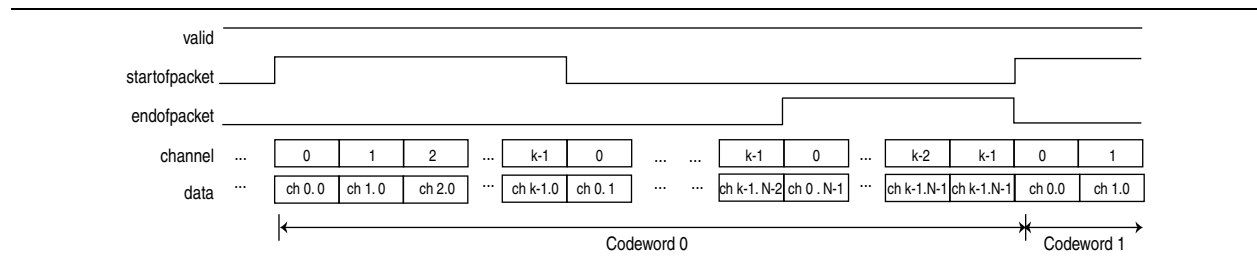 valid
startofpacket
endofpacket
channel ... 0 1 2 ... k-1 0 ... ... k-1 0 ... k-2 k-1 0 1
data ... ch 0. 0 ch 1. 0 ch 2.0 ... ch k-1.0 ch 0. 1 ... ... ch k-1. N-2 ch 0 . N-1 ... ch k-1.N-1 ch k-1.N-1 ch 0.0 ch 1.0
Codeword 0 Codeword 1